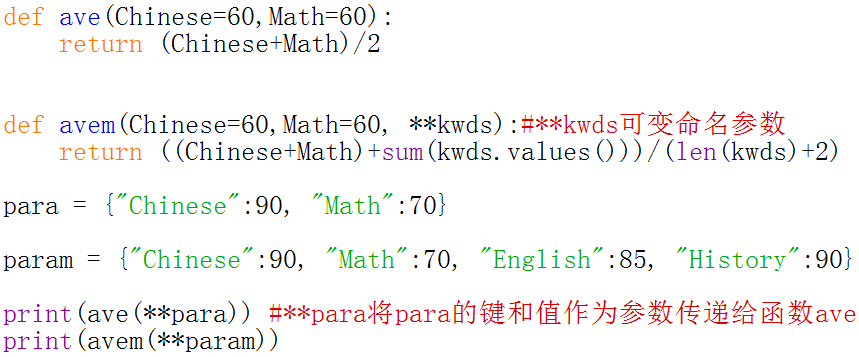 def ave(Chinese=60,Math=60):
    return (Chinese+Math)/2
def avem(Chinese=60,Math=60, **kwds):#**kwds可变命名参数
    return ((Chinese+Math)+sum(kwds.values()))/(len(kwds)+2)
para = {"Chinese":90, "Math":70}
param = {"Chinese":90, "Math":70, "English":85, "History":90}
print(ave(**para)) #**para将para的键和值作为参数传递给函数ave
print(avem(**param))